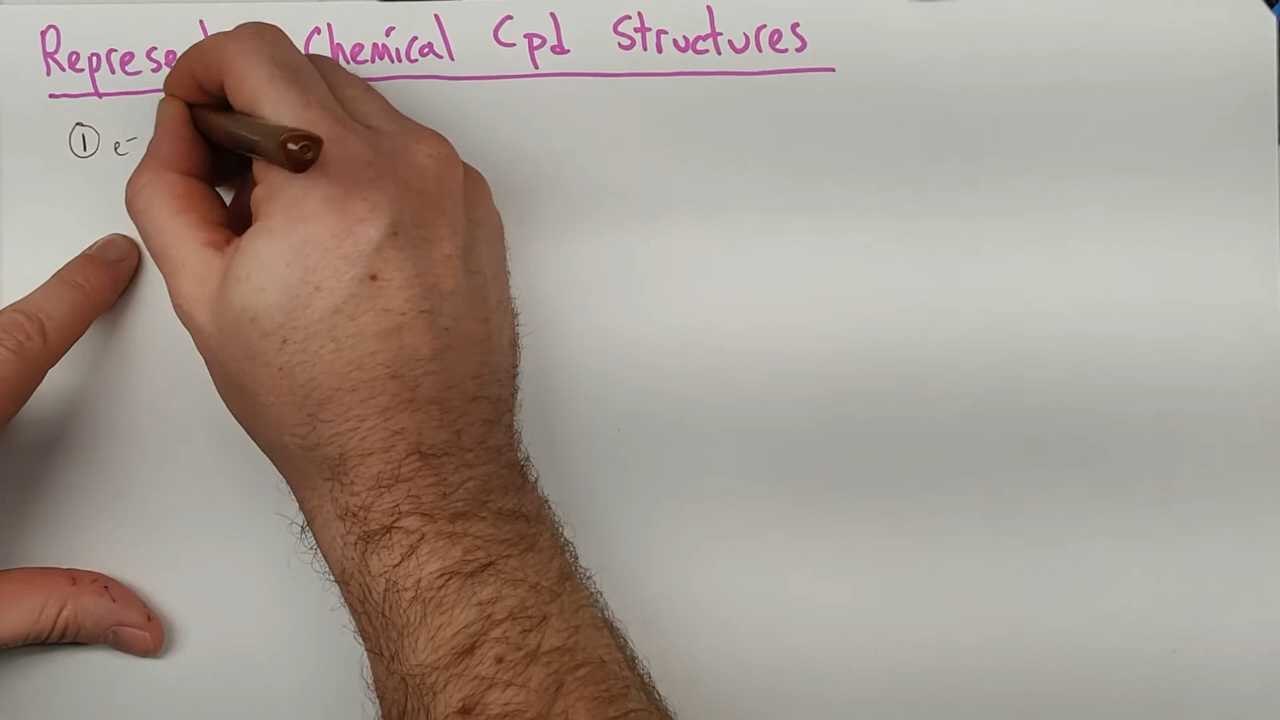 Represe Chemical Cpd Structures
① e⁻